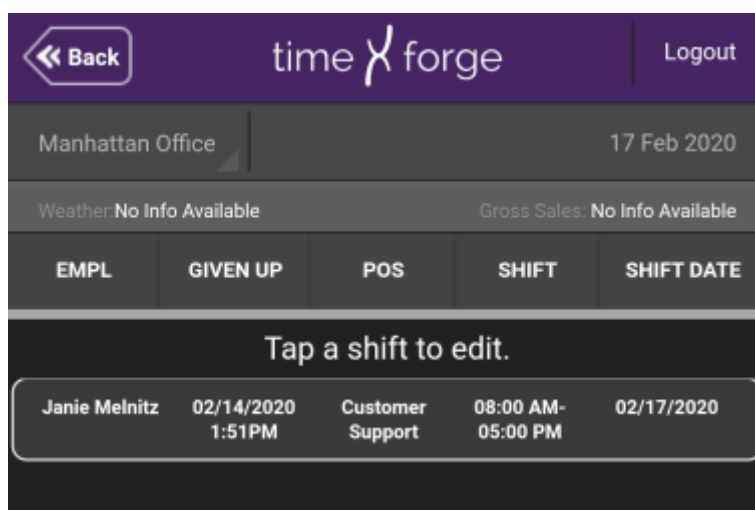 Back
time forge
Logout
Manhattan Office
17 Feb 2020
Weather:No Info Available
Gross Sales: No Info Available
EMPL GIVEN UP POS SHIFT SHIFT DATE
Tap a shift to edit.
Janie Melnitz 02/14/2020 Customer 08:00 AM- 02/17/2020
1:51PM Support 05:00 PM